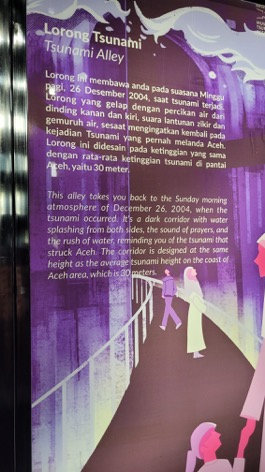 Lorong Tsunami
Tsunami Alley
Lorong ini membawa anda pada suasana Minggu
pagi, 26 Desember 2004, saat tsunami terjadi.
Lorong yang gelap dengan percikan air dari
dinding kanan dan kiri, suara lantunan zikir dan
gemuruh air, sesaat mengingatkan kembali pada
kejadian Tsunami yang pernah melanda Aceh.
Lorong ini didesain pada ketinggian yang sama
dengan rata-rata ketinggian tsunami di pantai
Aceh, yaitu 30 meter.
This alley takes you back to the Sunday morning
atmosphere of December 26, 2004, when the
tsunami occurred. It's a dark corridor with water
splashing from both sides, the sound of prayers, and
the rush of water, reminding you of the tsunami that
struck Aceh. The corridor is designed at the same
height as the average tsunami height on the coast of
Aceh area, which is 30 meters.